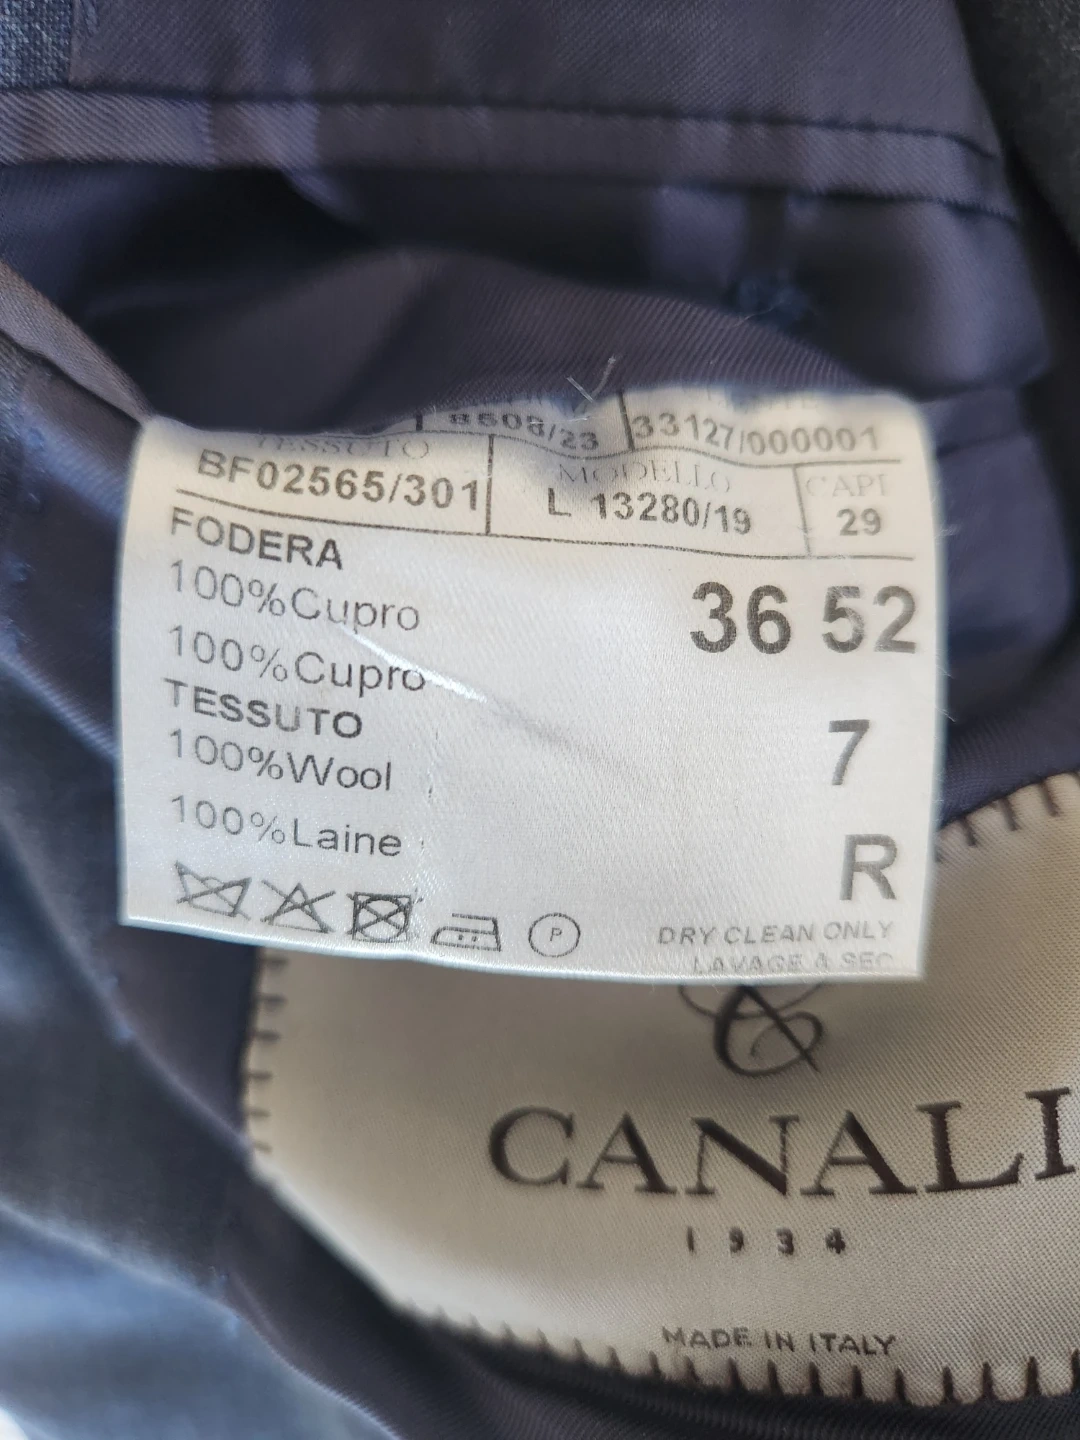 8608/23 33127/000001
TESSUTO MODELLO CAPI
BF02565/301 L 13280/19 29
FODERA
100%Cupro
100%Cupro
36 52
TESSUTO
100%Wool
7
100%Laine
R
P
DRY CLEAN ONLY
LAVAGE A SEC
CANALI
1934
MADE IN ITALY